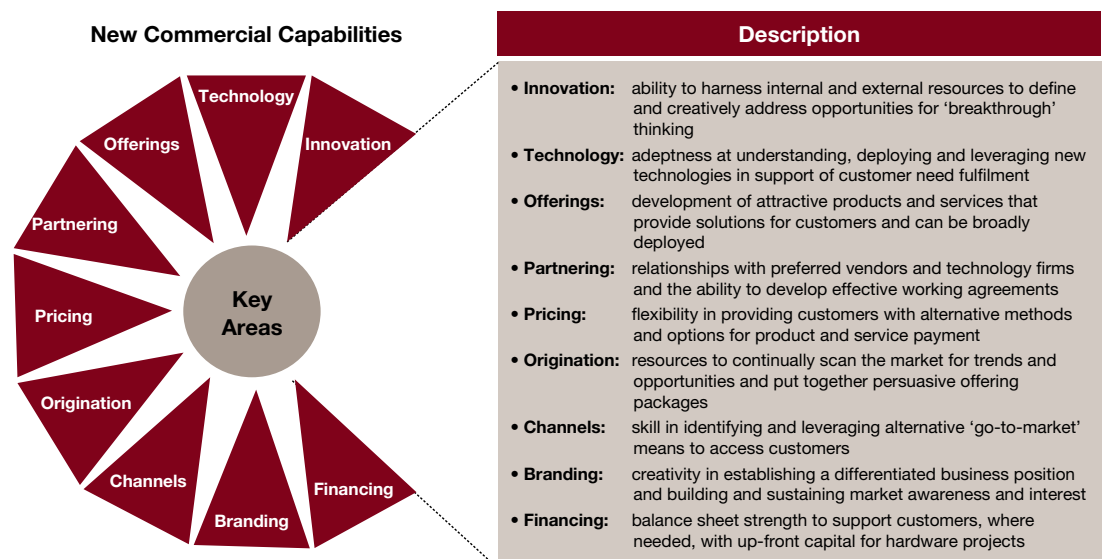 New Commercial Capabilities
Technology
Innovation
Offerings
Partnering
Pricing
Origination
Channels
Branding
Financing
Key
Areas
Description
• Innovation: ability to harness internal and external resources to define
and creatively address opportunities for ‘breakthrough’
thinking
• Technology: adeptness at understanding, deploying and leveraging new
technologies in support of customer need fulfilment
• Offerings: development of attractive products and services that
provide solutions for customers and can be broadly
deployed
• Partnering: relationships with preferred vendors and technology firms
and the ability to develop effective working agreements
• Pricing: flexibility in providing customers with alternative methods
and options for product and service payment
• Origination: resources to continually scan the market for trends and
opportunities and put together persuasive offering
packages
• Channels: skill in identifying and leveraging alternative ‘go-to-market’
means to access customers
• Branding: creativity in establishing a differentiated business position
and building and sustaining market awareness and interest
• Financing: balance sheet strength to support customers, where
needed, with up-front capital for hardware projects